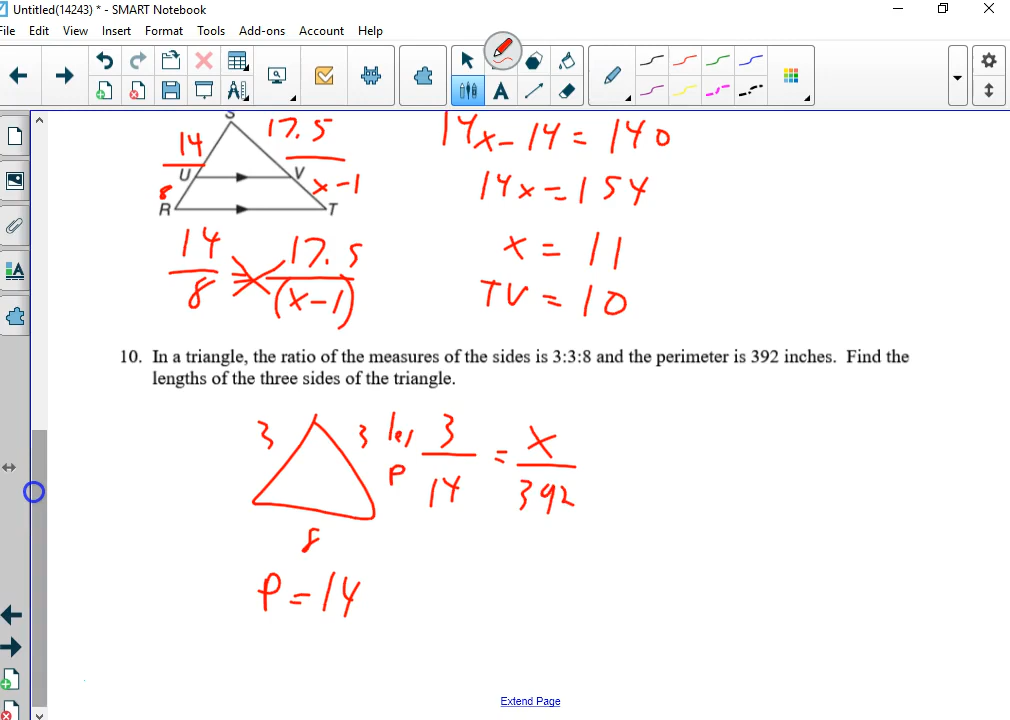 Untitled(14243) * - SMART Notebook
File Edit View Insert Format Tools Add-ons Account Help
S
14
17.5
U
V
8
x-1
R
T
14x-14=140
14x=154
14/8 = 17.5/(x-1)
x = 11
TV = 10
10. In a triangle, the ratio of the measures of the sides is 3:3:8 and the perimeter is 392 inches. Find the
lengths of the three sides of the triangle.
3
3
leg
P
3/14 = x/392
8
P=14
Extend Page